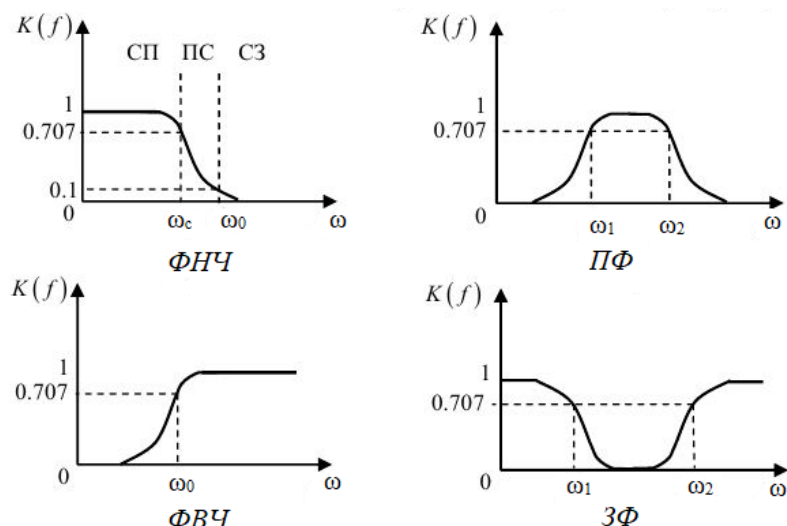 K(f)
СП ПС СЗ
1
0.707
0.1
0
ωc ω0 ω
ФНЧ
K(f)
1
0.707
0
ω1 ω2 ω
ПФ
K(f)
1
0.707
0
ω0 ω
ФВЧ
K(f)
1
0.707
0
ω1 ω2 ω
ЗФ